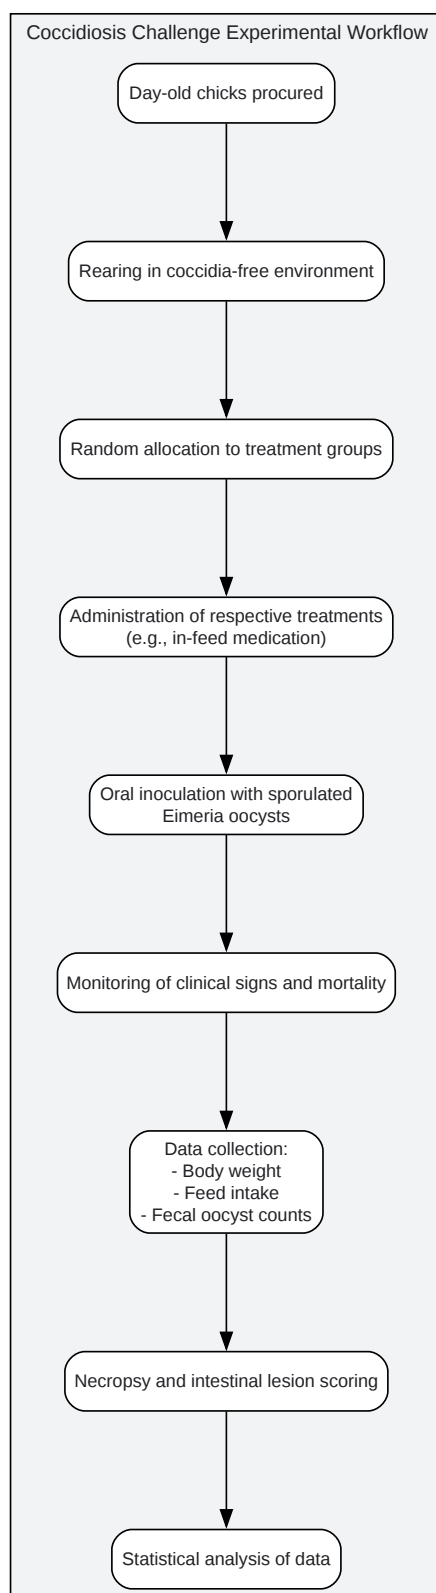 Coccidiosis Challenge Experimental Workflow
Day-old chicks procured
Rearing in coccidia-free environment
Random allocation to treatment groups
Administration of respective treatments
(e.g., in-feed medication)
Oral inoculation with sporulated
Eimeria oocysts
Monitoring of clinical signs and mortality
Data collection:
- Body weight
- Feed intake
- Fecal oocyst counts
Necropsy and intestinal lesion scoring
Statistical analysis of data